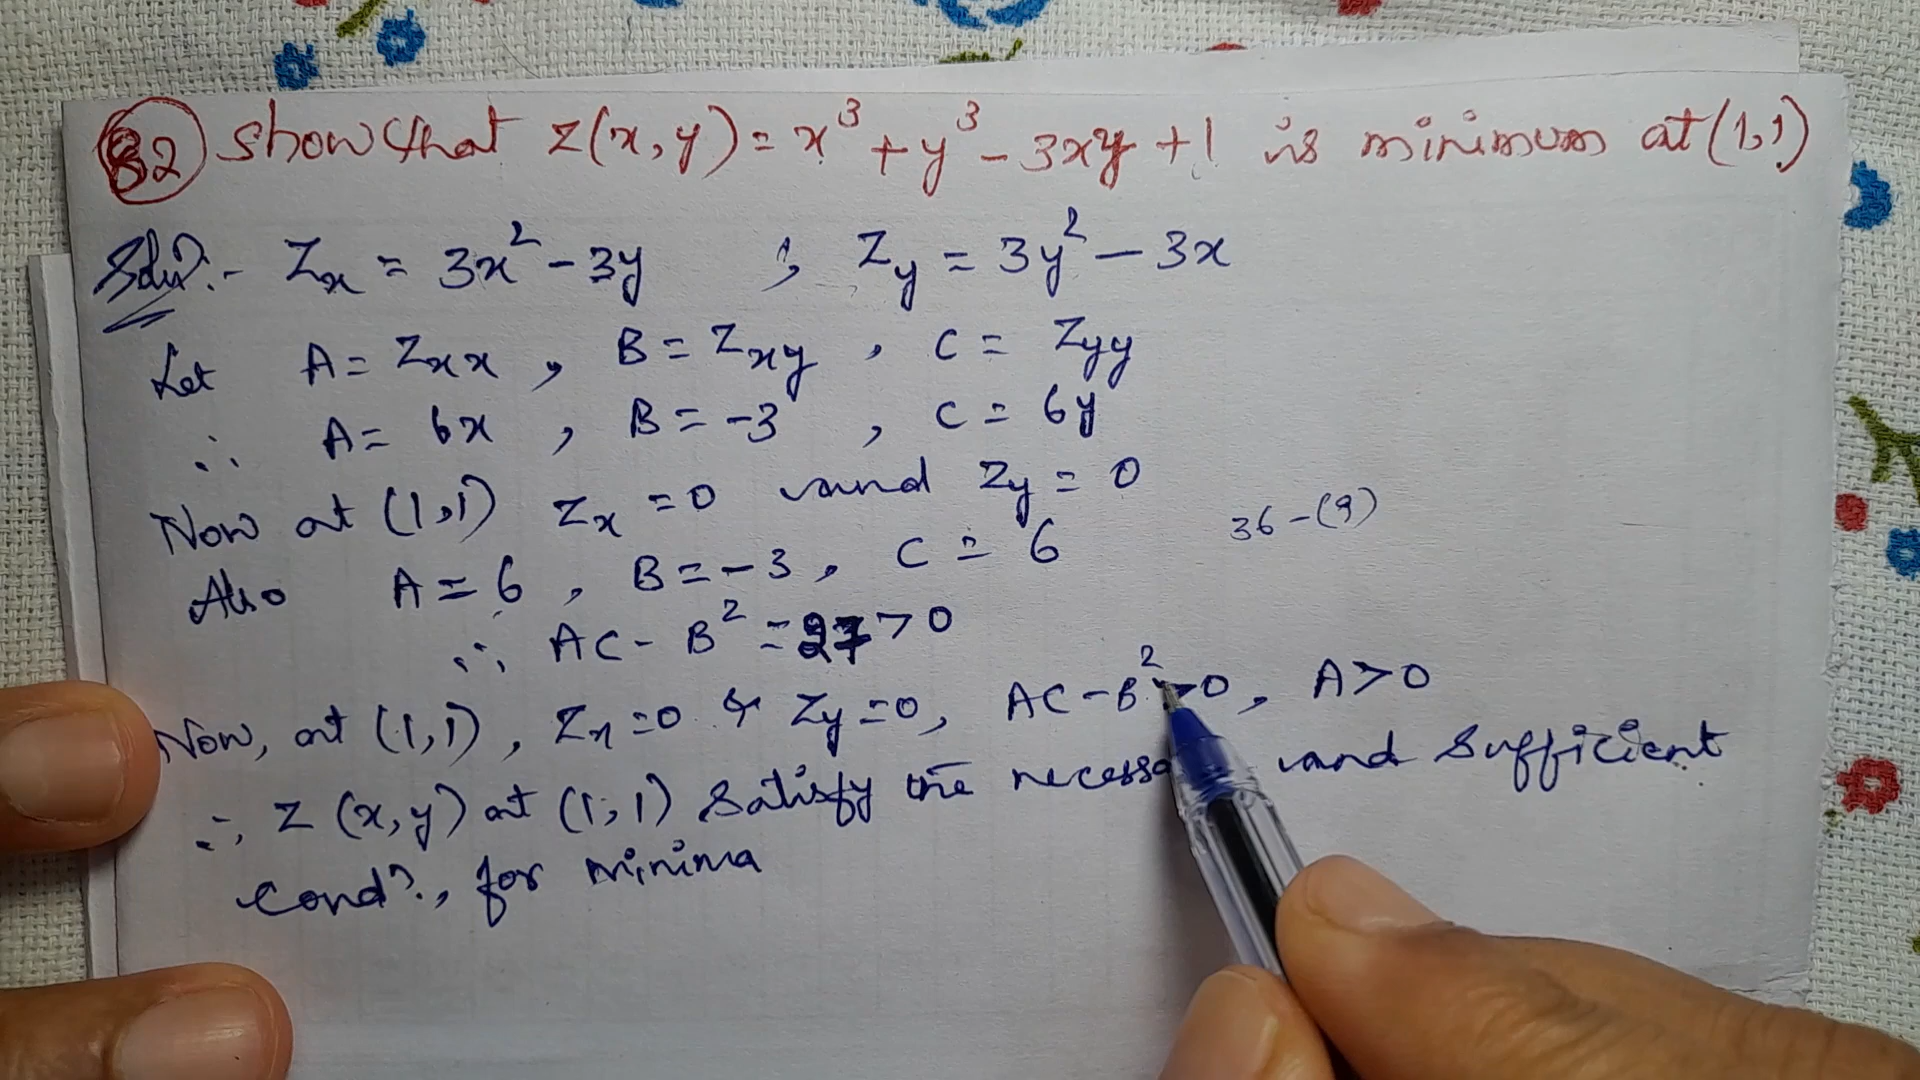 32 Show that z(x,y) = x³ + y³ - 3xy + 1 is minimum at (1,1)
Soln:- Zx = 3x² - 3y ; Zy = 3y² - 3x
Let A = Zxx , B = Zxy , C = Zyy
∴ A = 6x , B = -3 , C = 6y
Now at (1,1) Zx = 0 and Zy = 0
36-(9)
Also A = 6 , B = -3 , C = 6
∴ AC - B² = 27 > 0
Now, at (1,1) , Zx = 0 & Zy = 0, AC - B² > 0 , A > 0
∴ Z (x,y) at (1,1) Satisfy the necessa and Sufficient
Condn., for minima